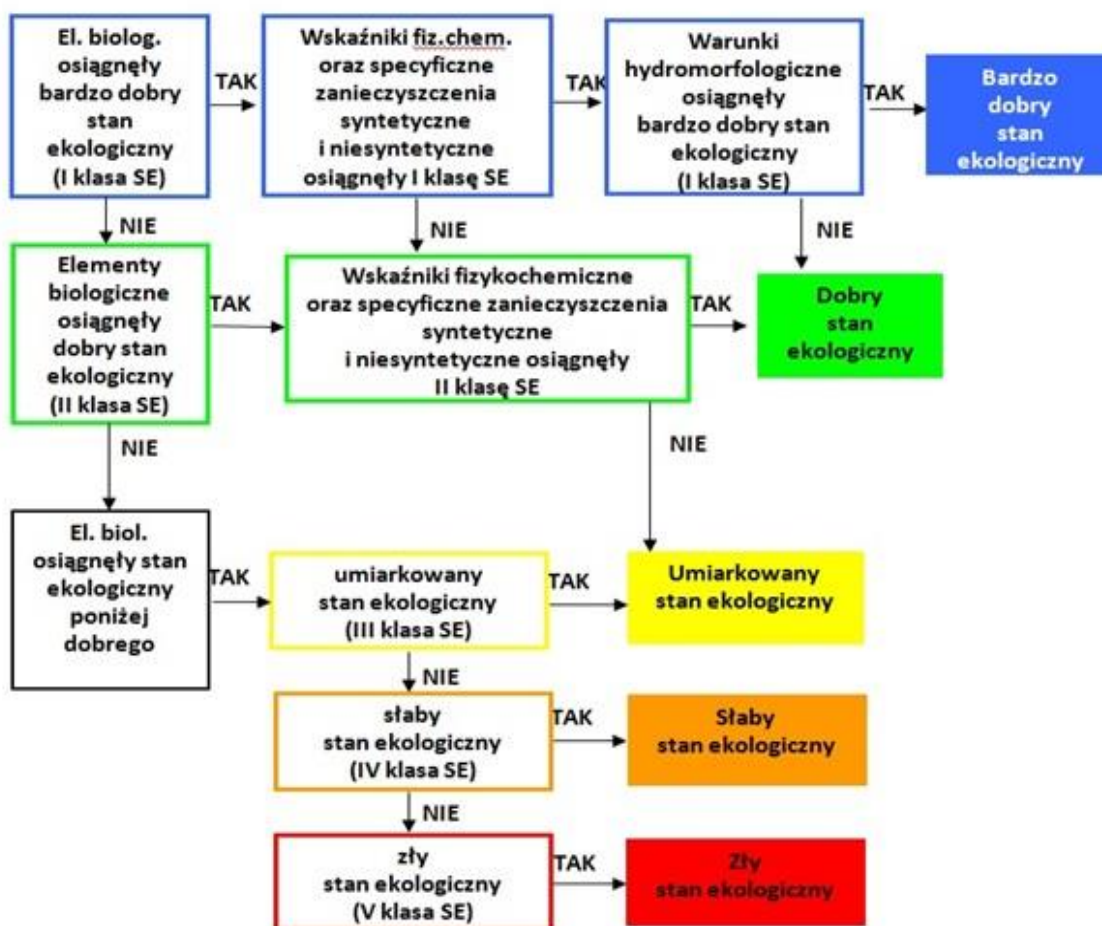 El. biolog.
osiągnęły
bardzo dobry
stan
ekologiczny
(I klasa SE)
TAK
Wskaźniki fiz.chem.
oraz specyficzne
zanieczyszczenia
syntetyczne
i niesyntetyczne
osiągnęły I klasę SE
TAK
Warunki
hydromorfologiczne
osiągnęły
bardzo dobry stan
ekologiczny
(I klasa SE)
TAK
Bardzo
dobry
stan
ekologiczny
NIE
NIE
NIE
Elementy
biologiczne
osiągnęły
dobry stan
ekologiczny
(II klasa SE)
TAK
Wskaźniki fizykochemiczne
oraz specyficzne zanieczyszczenia
syntetyczne
i niesyntetyczne osiągnęły
II klasę SE
TAK
Dobry
stan
ekologiczny
NIE
NIE
El. biol.
osiągnęły stan
ekologiczny
poniżej
dobrego
TAK
umiarkowany
stan ekologiczny
(III klasa SE)
TAK
Umiarkowany
stan ekologiczny
NIE
słaby
stan ekologiczny
(IV klasa SE)
TAK
Słaby
stan ekologiczny
NIE
zły
stan ekologiczny
(V klasa SE)
TAK
Zły
stan ekologiczny